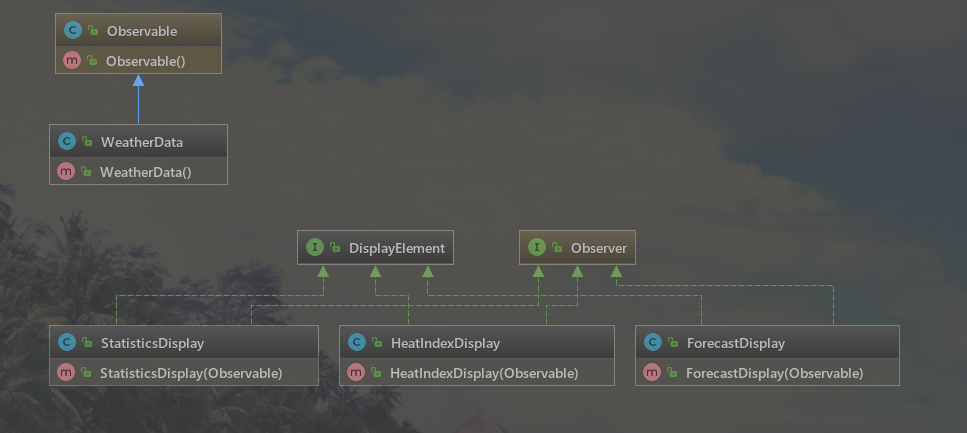 C Observable
m Observable()
C WeatherData
m WeatherData()
I DisplayElement
I Observer
C StatisticsDisplay
m StatisticsDisplay(Observable)
C HeatIndexDisplay
m HeatIndexDisplay(Observable)
C ForecastDisplay
m ForecastDisplay(Observable)